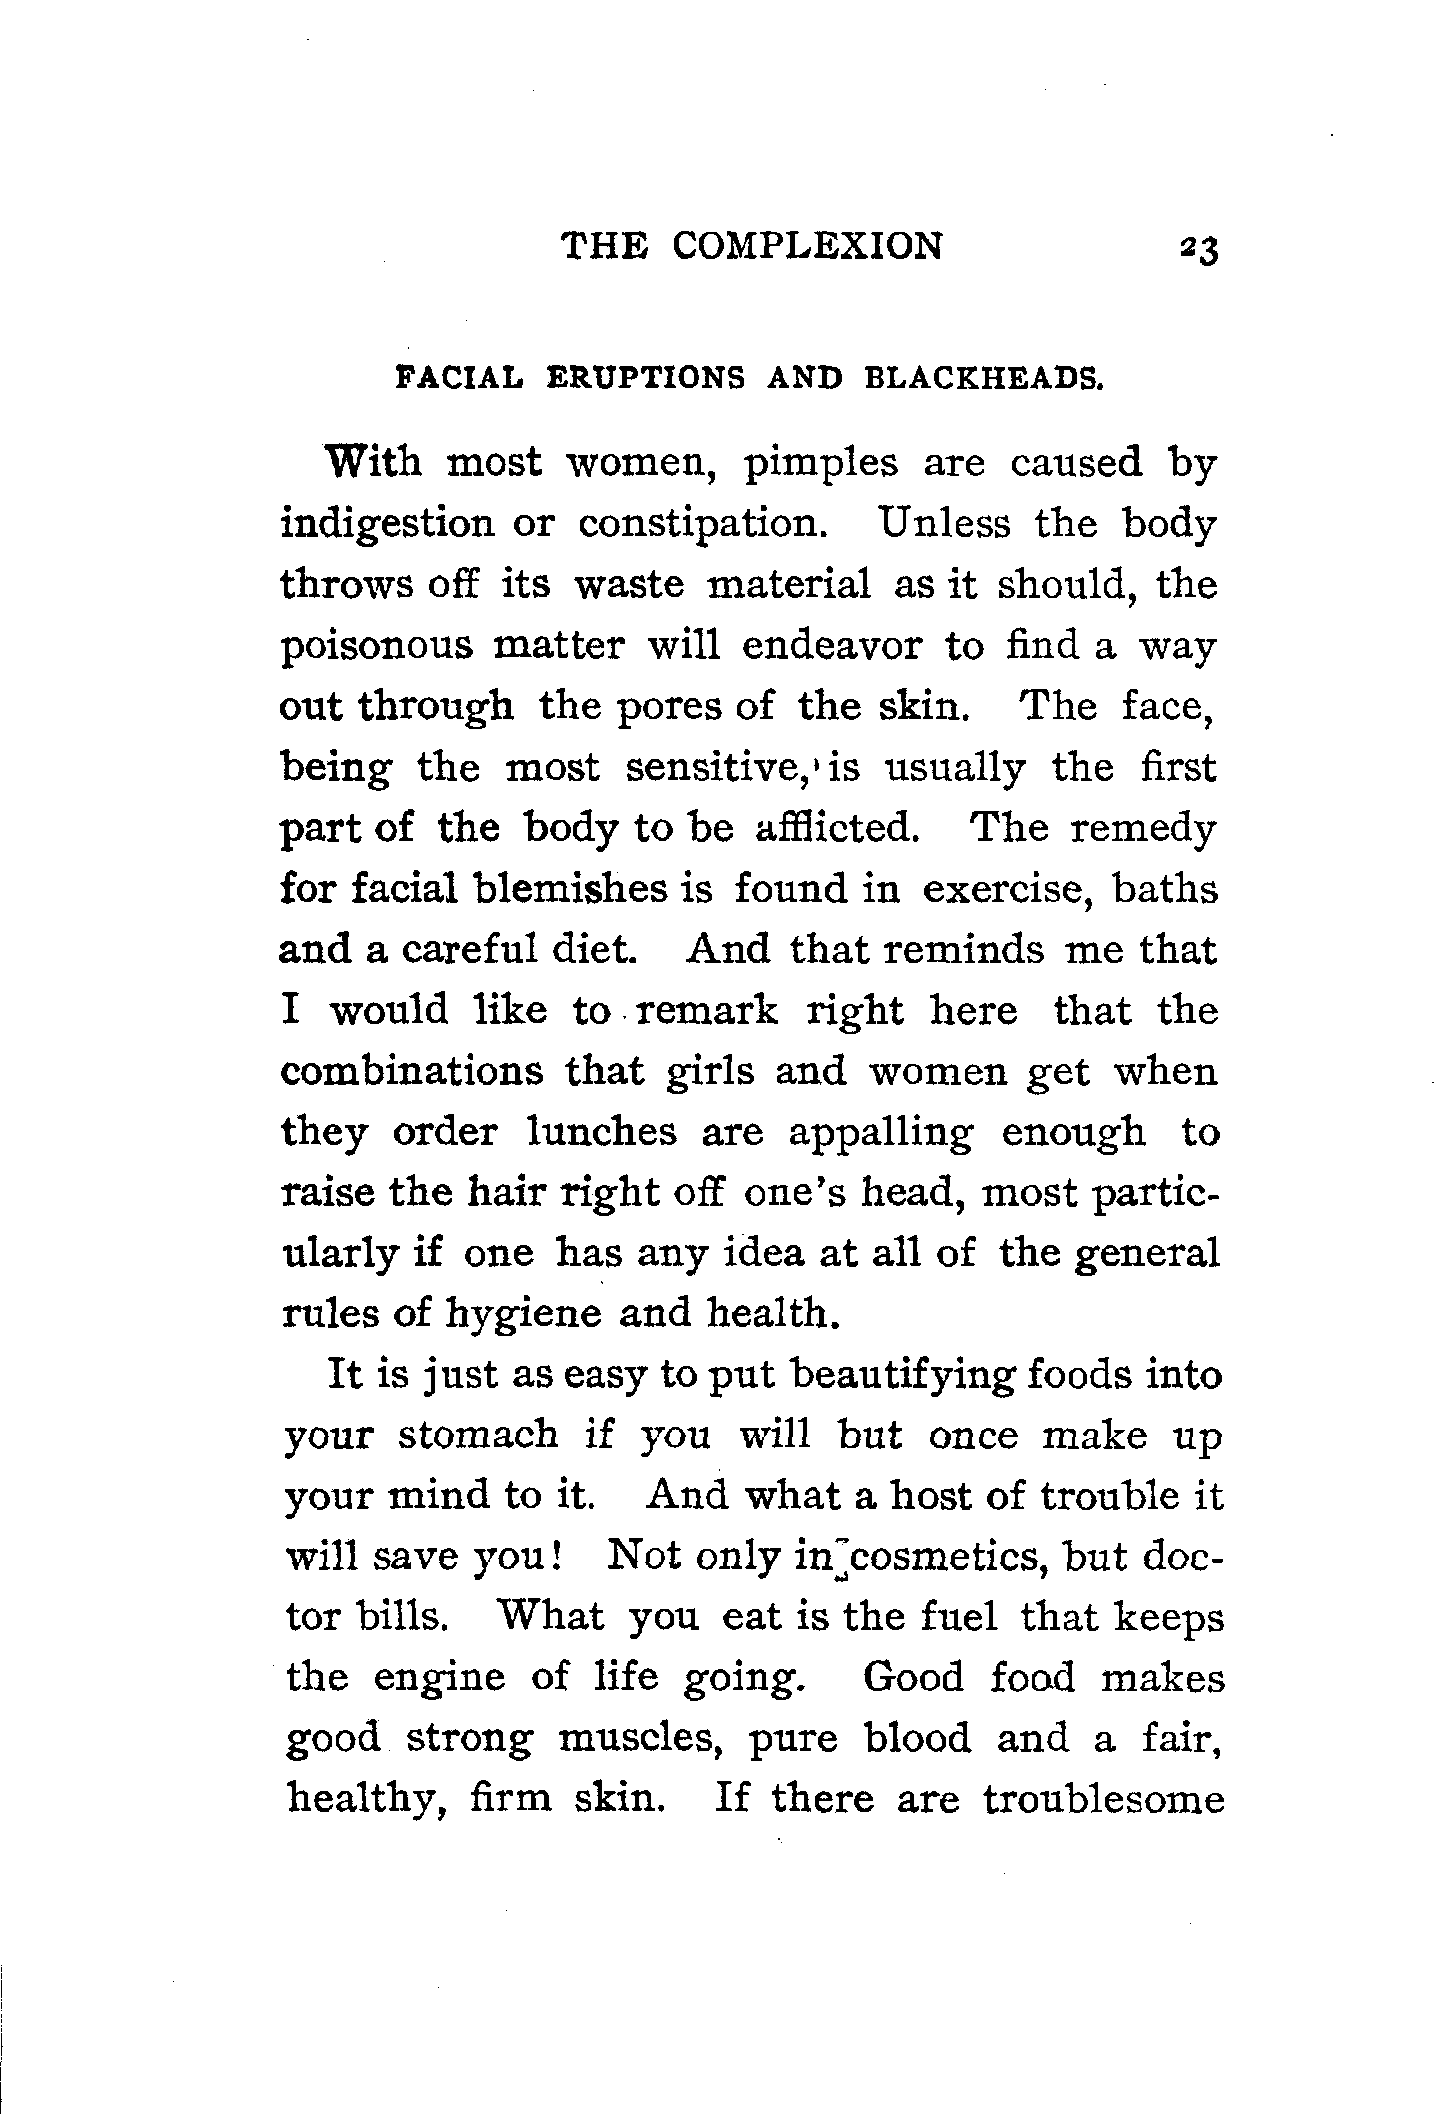 THE COMPLEXION 23
FACIAL ERUPTIONS AND BLACKHEADS.
With most women, pimples are caused by
indigestion or constipation. Unless the body
throws off its waste material as it should, the
poisonous matter will endeavor to find a way
out through the pores of the skin. The face,
being the most sensitive, is usually the first
part of the body to be afflicted. The remedy
for facial blemishes is found in exercise, baths
and a careful diet. And that reminds me that
I would like to remark right here that the
combinations that girls and women get when
they order lunches are appalling enough to
raise the hair right off one's head, most partic-
ularly if one has any idea at all of the general
rules of hygiene and health.
It is just as easy to put beautifying foods into
your stomach if you will but once make up
your mind to it. And what a host of trouble it
will save you! Not only in cosmetics, but doc-
tor bills. What you eat is the fuel that keeps
the engine of life going. Good food makes
good strong muscles, pure blood and a fair,
healthy, firm skin. If there are troublesome